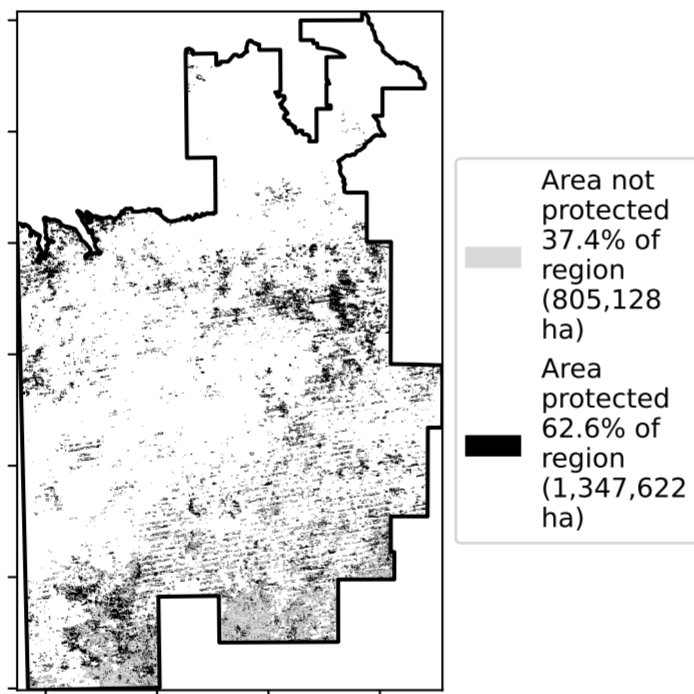 Area not
protected
37.4% of
region
(805,128
ha)
Area
protected
62.6% of
region
(1,347,622
ha)